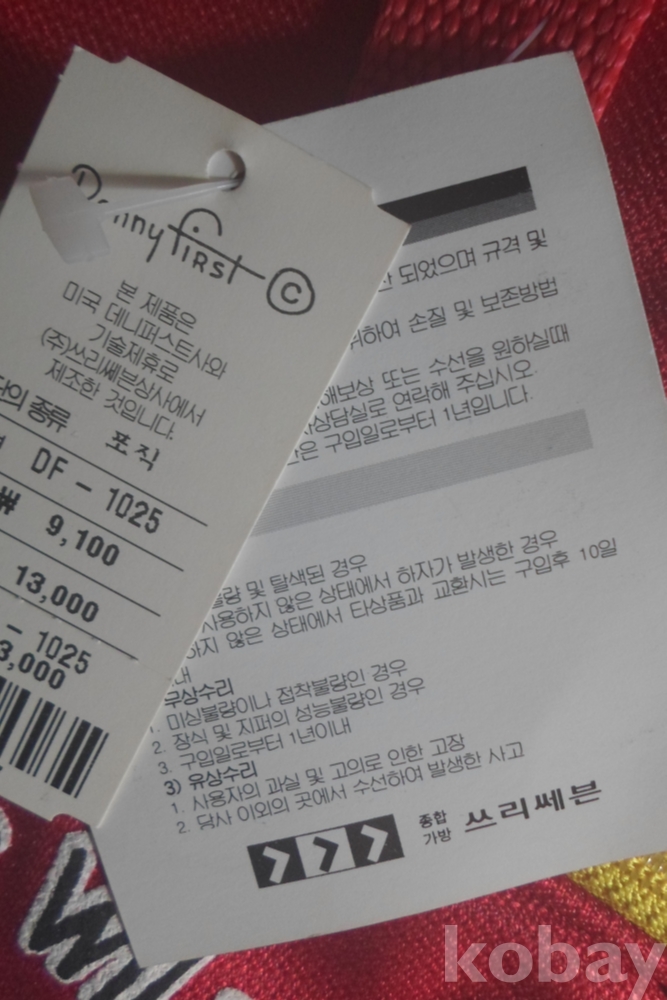 Denny First ©
본 제품은
미국 데니퍼스트사와
기술제휴로
(주)쓰리쎄븐상사에서
제조한 것입니다.
종류 포직
DF - 1025
₩ 9,100
13,000
- 1025
3,000
되었으며 규격 및
위하여 손질 및 보존방법
해보상 또는 수선을 원하실때
상담실로 연락해 주십시오.
구입일로부터 1년입니다.
불량 및 탈색된 경우
사용하지 않은 상태에서 하자가 발생한 경우
하지 않은 상태에서 타상품과 교환시는 구입후 10일
내
무상수리
1. 미싱불량이나 접착불량인 경우
2. 장식 및 지퍼의 성능불량인 경우
3. 구입일로부터 1년이내
3) 유상수리
1. 사용자의 과실 및 고의로 인한 고장
2. 당사 이외의 곳에서 수선하여 발생한 사고
종합
가방 쓰리쎄븐
kobay